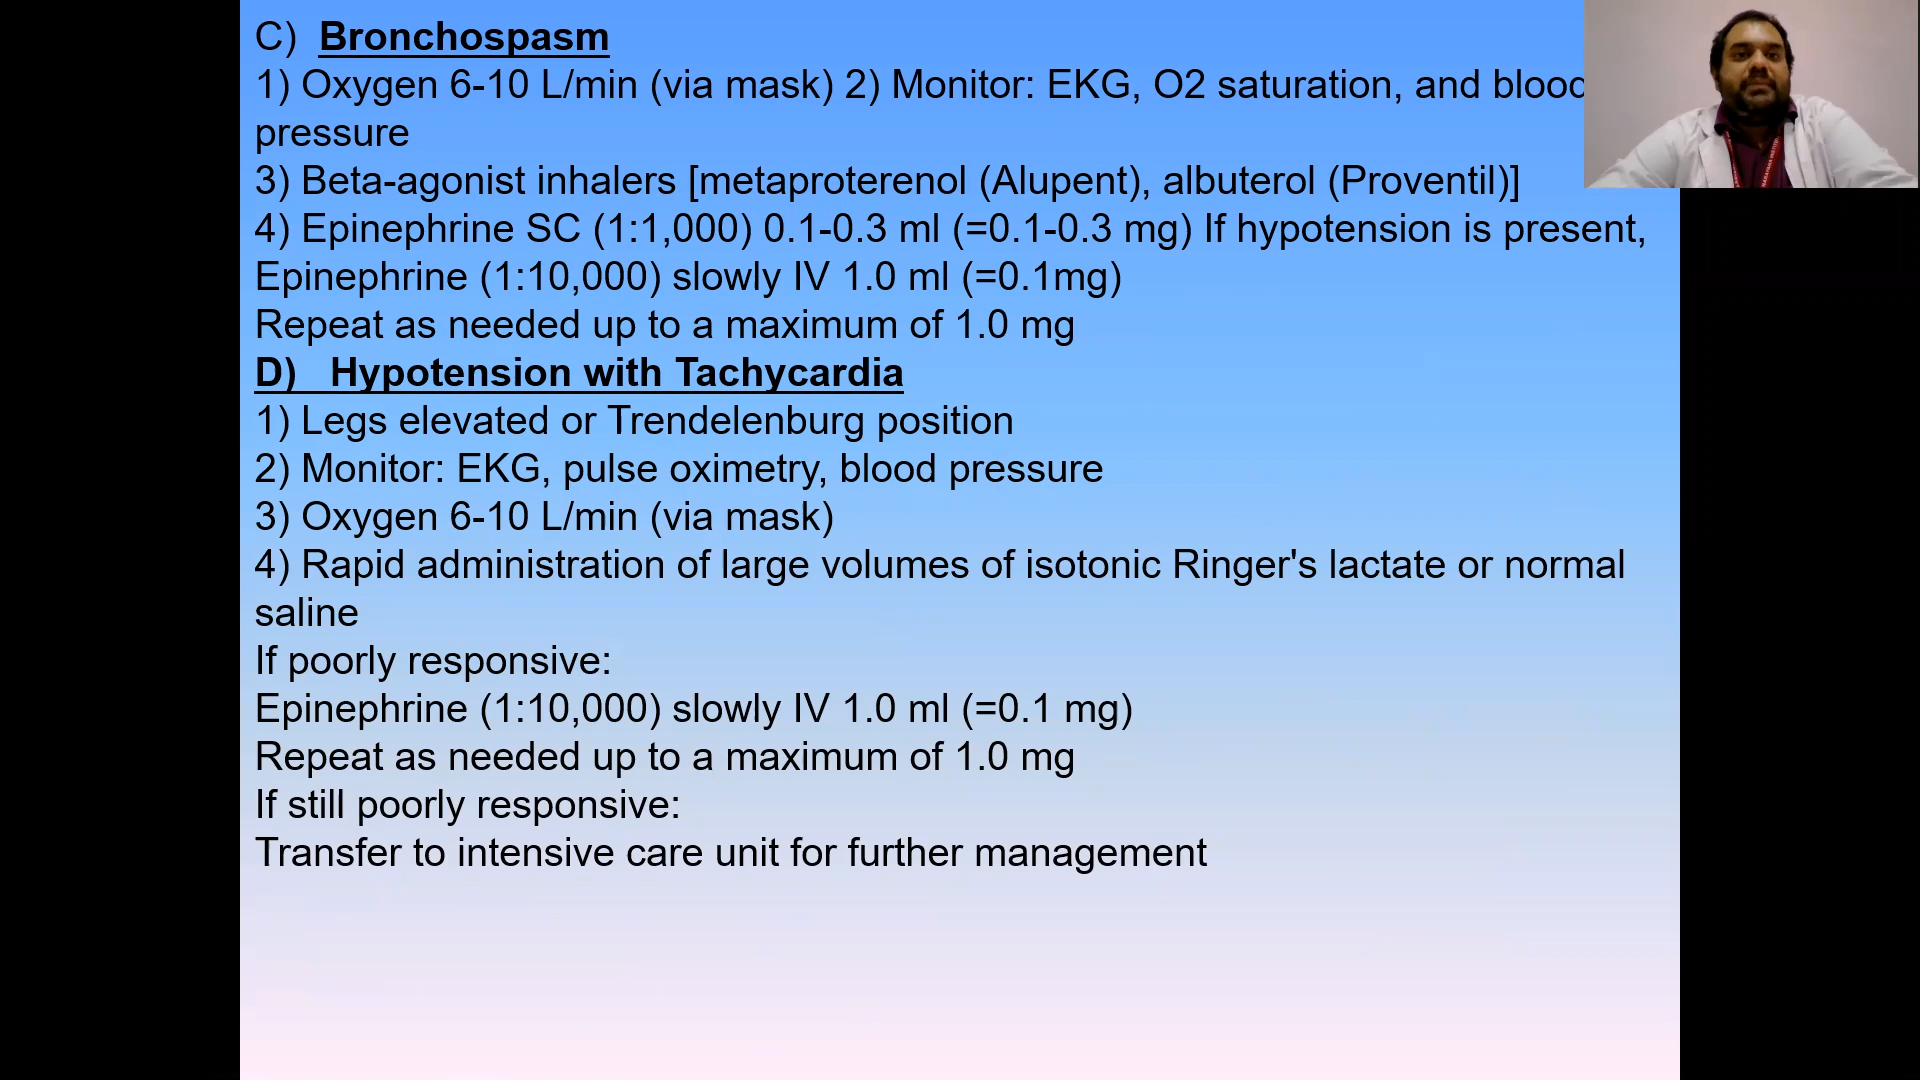 C) Bronchospasm
1) Oxygen 6-10 L/min (via mask) 2) Monitor: EKG, O2 saturation, and blood
pressure
3) Beta-agonist inhalers [metaproterenol (Alupent), albuterol (Proventil)]
4) Epinephrine SC (1:1,000) 0.1-0.3 ml (=0.1-0.3 mg) If hypotension is present,
Epinephrine (1:10,000) slowly IV 1.0 ml (=0.1mg)
Repeat as needed up to a maximum of 1.0 mg
D) Hypotension with Tachycardia
1) Legs elevated or Trendelenburg position
2) Monitor: EKG, pulse oximetry, blood pressure
3) Oxygen 6-10 L/min (via mask)
4) Rapid administration of large volumes of isotonic Ringer's lactate or normal
saline
If poorly responsive:
Epinephrine (1:10,000) slowly IV 1.0 ml (=0.1 mg)
Repeat as needed up to a maximum of 1.0 mg
If still poorly responsive:
Transfer to intensive care unit for further management